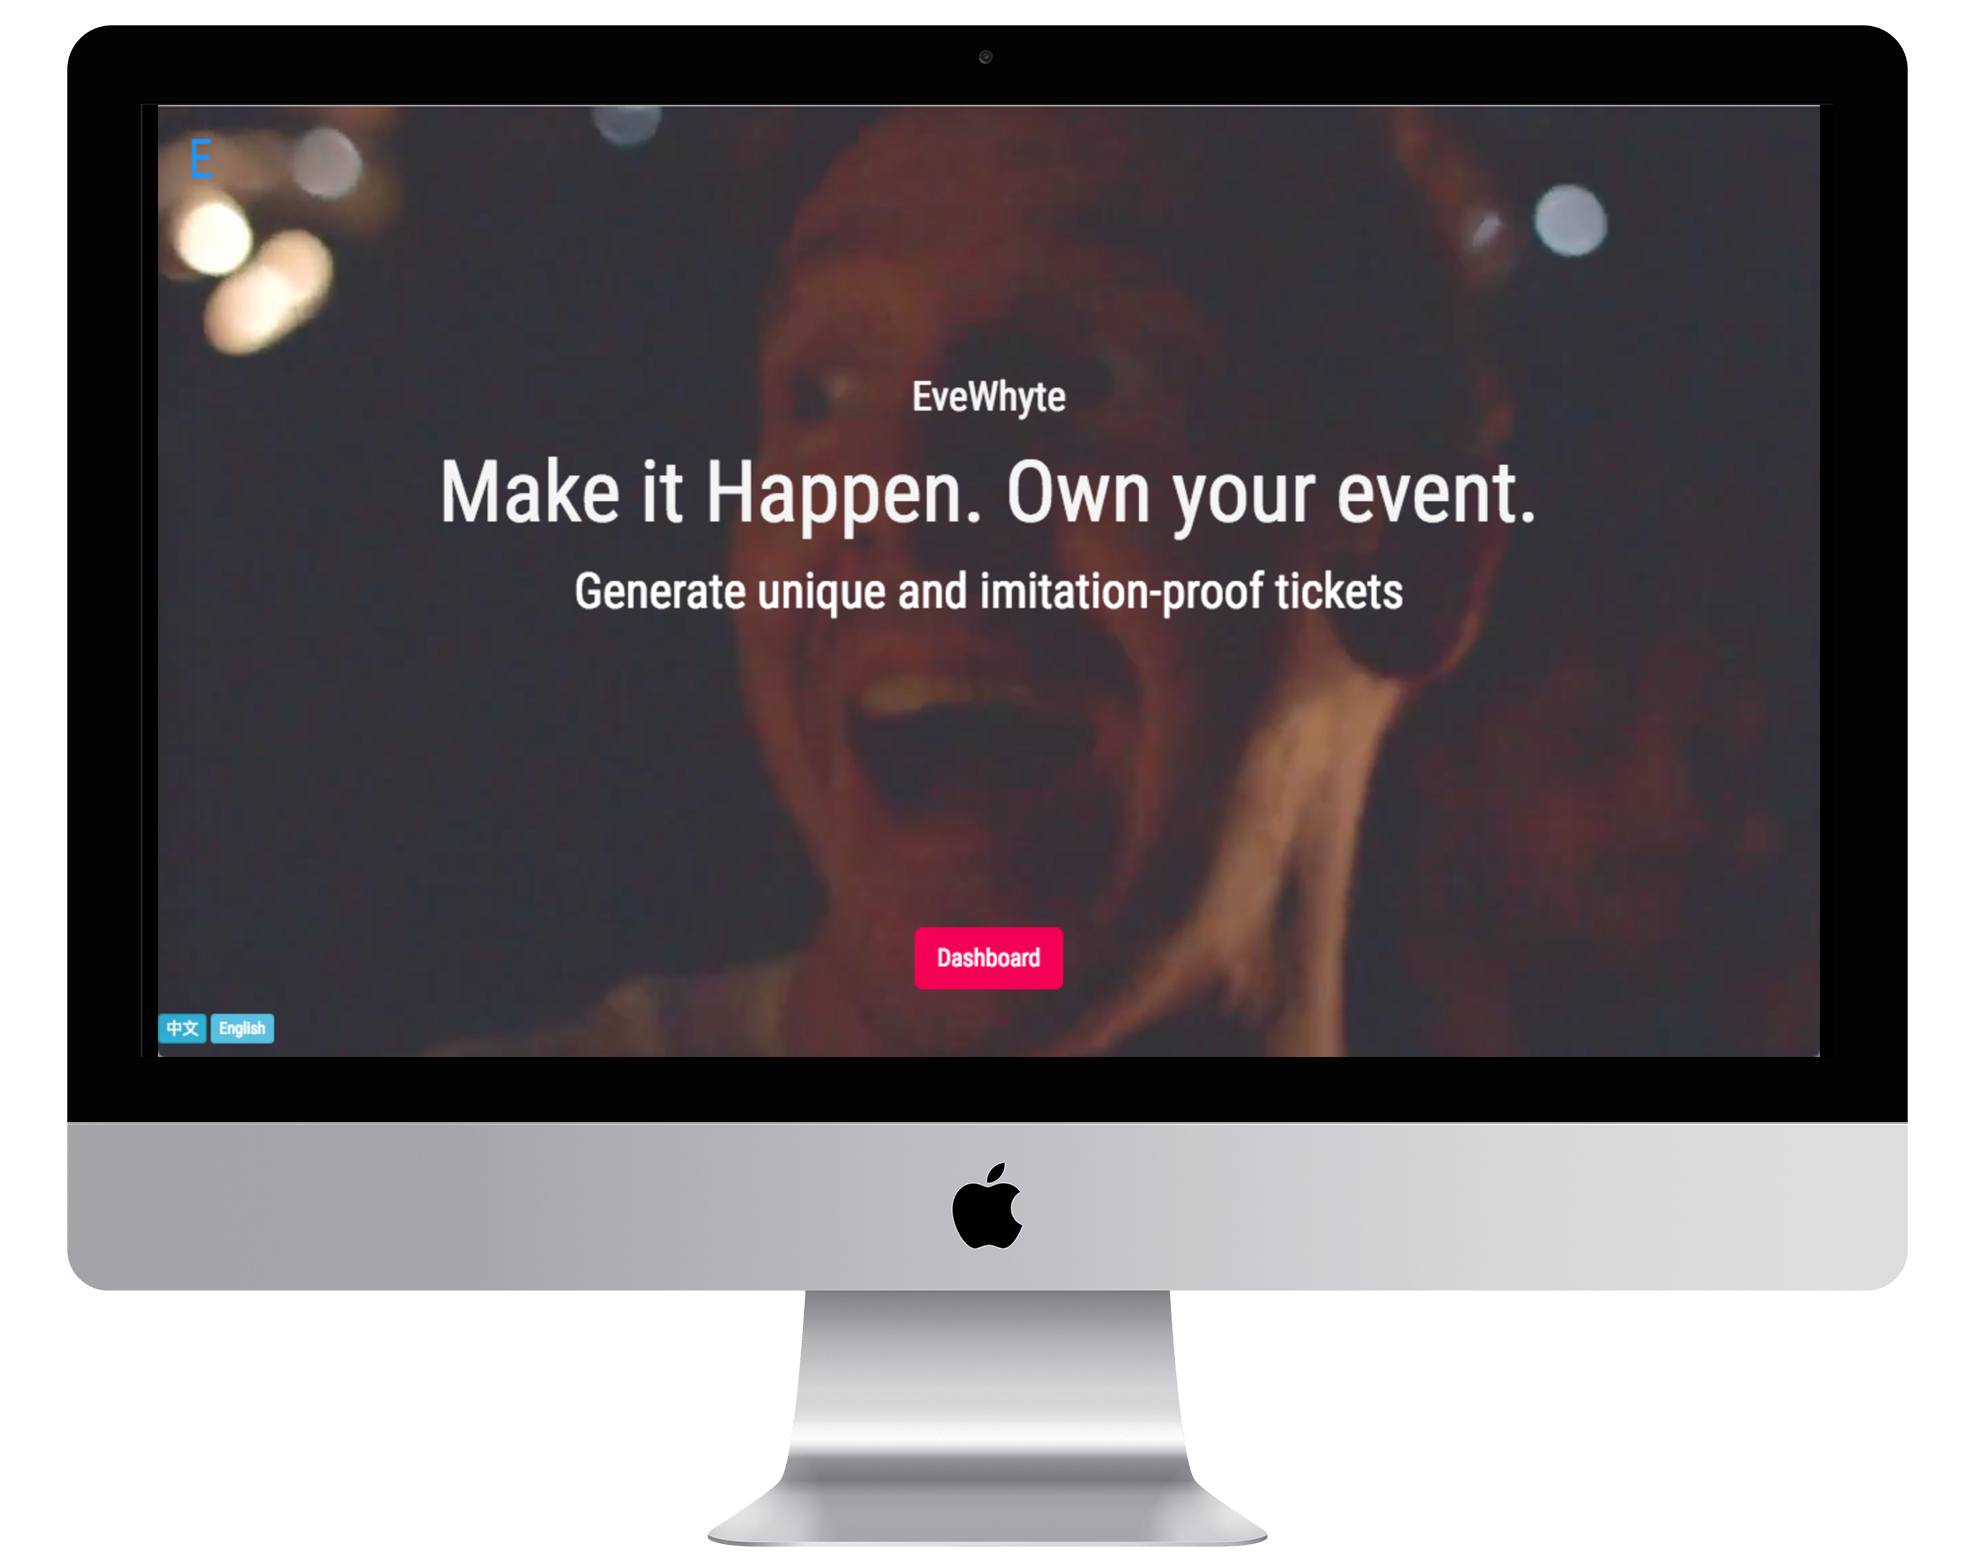 E
EveWhyte
Make it Happen. Own your event.
Generate unique and imitation-proof tickets
Dashboard
中文 English